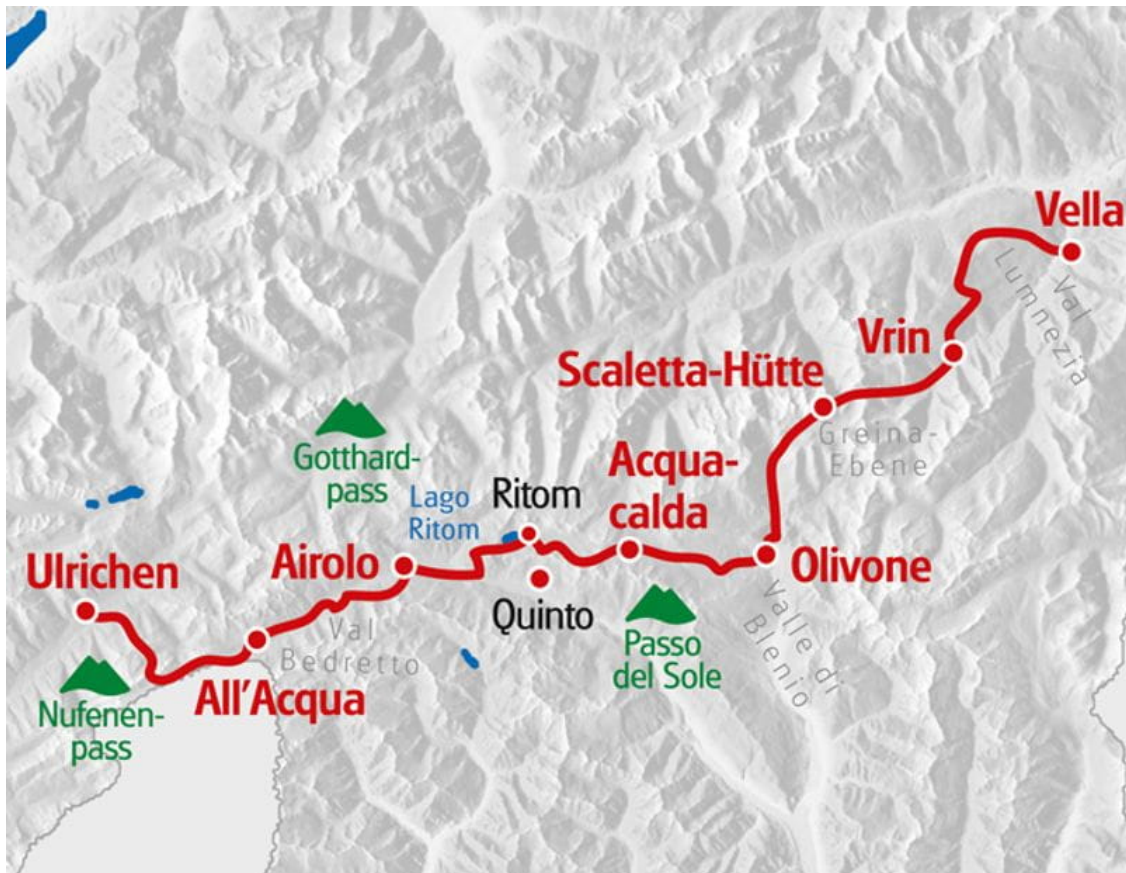 Vella
Val
Lumnezia
Vrin
Scaletta-Hütte
Greina-
Ebene
Gotthard-
pass
Lago
Ritom
Ritom
Acqua-
calda
Ulrichen
Airolo
Olivone
Quinto
Val
Bedretto
Passo
del Sole
Valle di
Blenio
All'Acqua
Nufenen-
pass